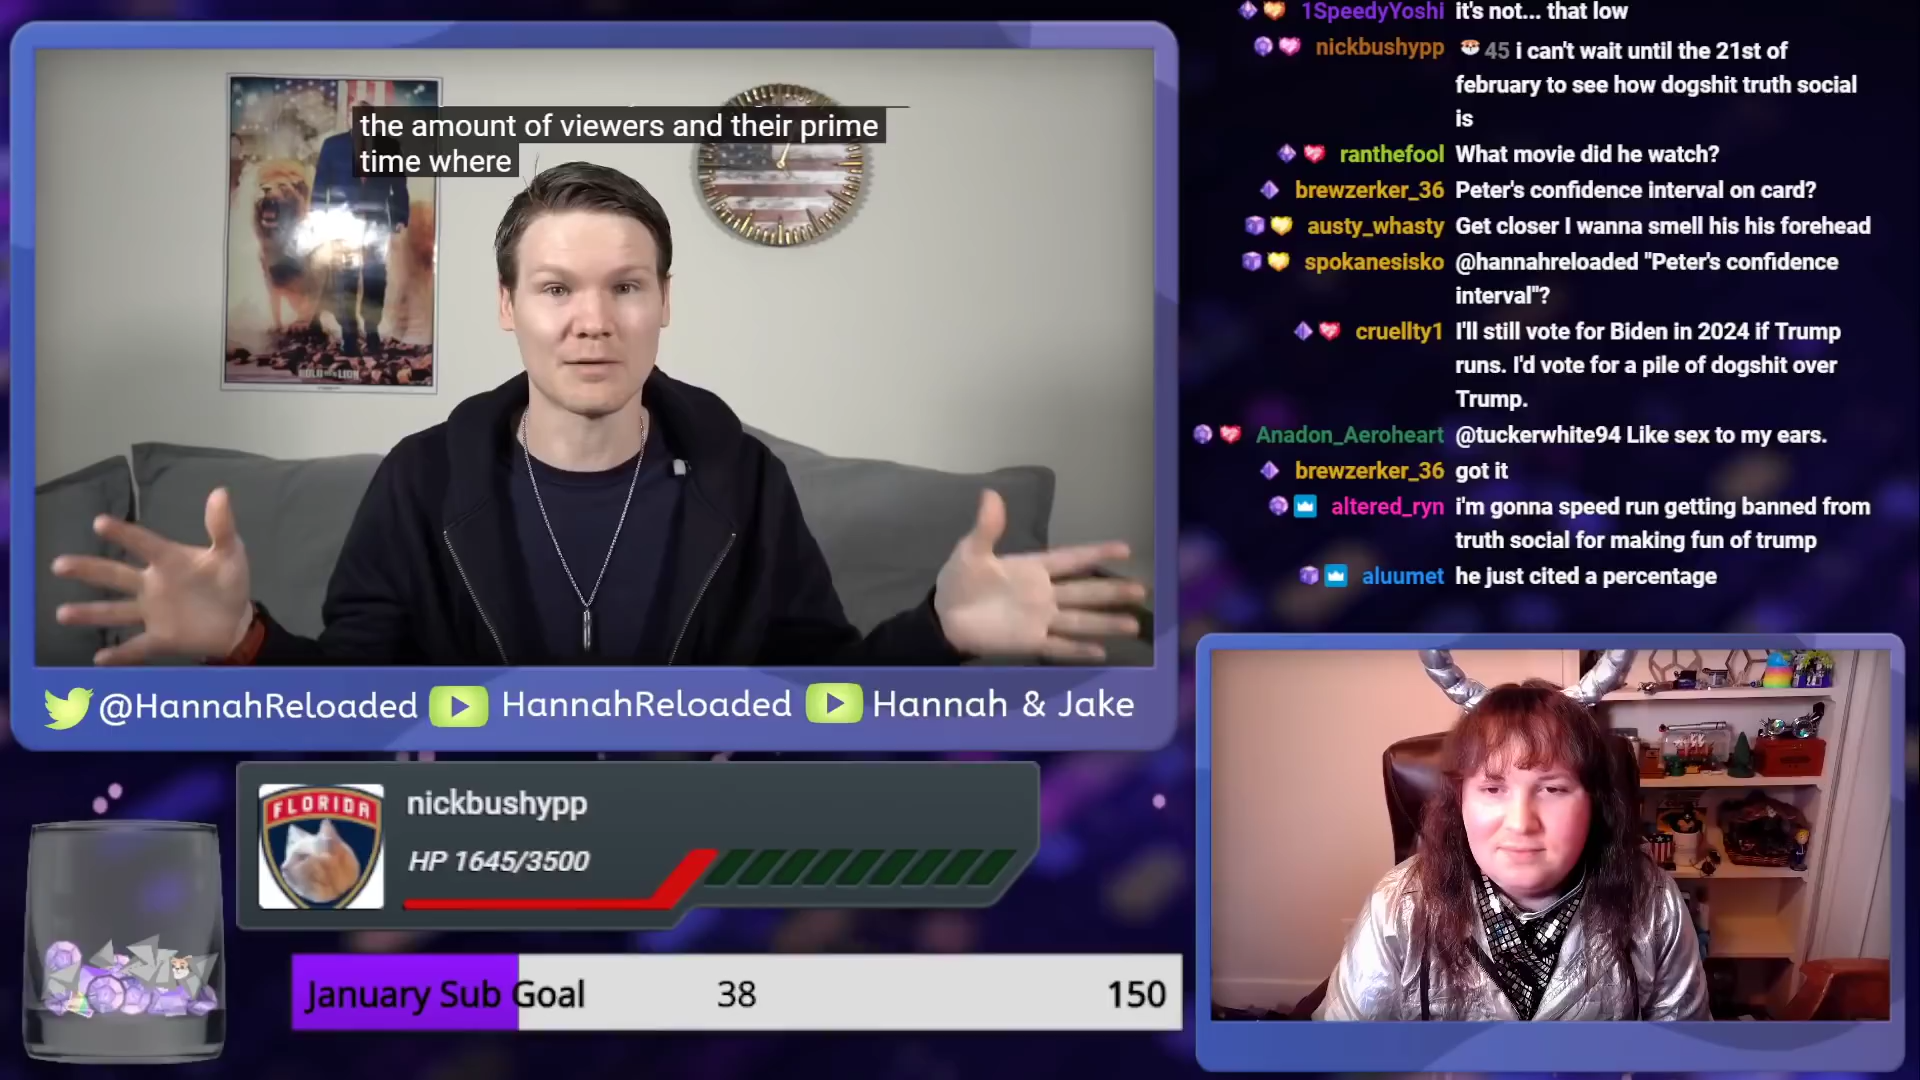 the amount of viewers and their prime
time where
HOLD THE LION
@HannahReloaded HannahReloaded Hannah & Jake
FLORIDA
nickbushypp
HP 1645/3500
January Sub Goal 38 150
1SpeedyYoshi it's not... that low
nickbushypp 45 i can't wait until the 21st of
february to see how dogshit truth social
is
ranthefool What movie did he watch?
brewzerker_36 Peter's confidence interval on card?
austy_whasty Get closer I wanna smell his his forehead
spokanesisko @hannahreloaded "Peter's confidence
interval"?
cruellty1 I'll still vote for Biden in 2024 if Trump
runs. I'd vote for a pile of dogshit over
Trump.
Anadon_Aeroheart @tuckerwhite94 Like sex to my ears.
brewzerker_36 got it
altered_ryn i'm gonna speed run getting banned from
truth social for making fun of trump
aluumet he just cited a percentage